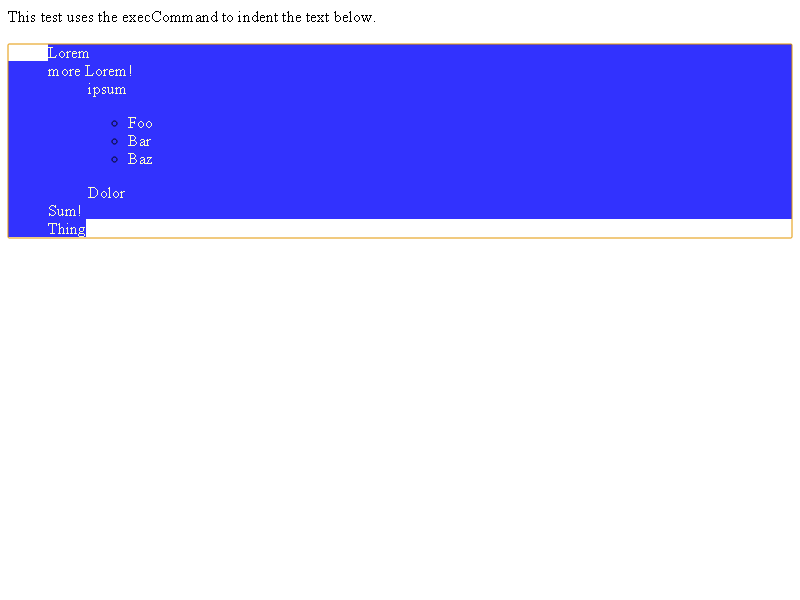 This test uses the execCommand to indent the text below.
Lorem
more Lorem!
ipsum
Foo
Bar
Baz
Dolor
Sum!
Thing